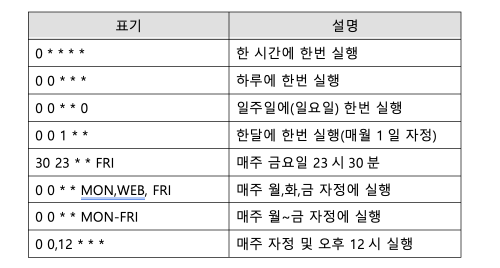 표기 설명
0 * * * * 한 시간에 한번 실행
0 0 * * * 하루에 한번 실행
0 0 * * 0 일주일에(일요일) 한번 실행
0 0 1 * * 한달에 한번 실행(매월 1 일 자정)
30 23 * * FRI 매주 금요일 23 시 30 분
0 0 * * MON,WEB, FRI 매주 월,화,금 자정에 실행
0 0 * * MON-FRI 매주 월~금 자정에 실행
0 0,12 * * * 매주 자정 및 오후 12 시 실행